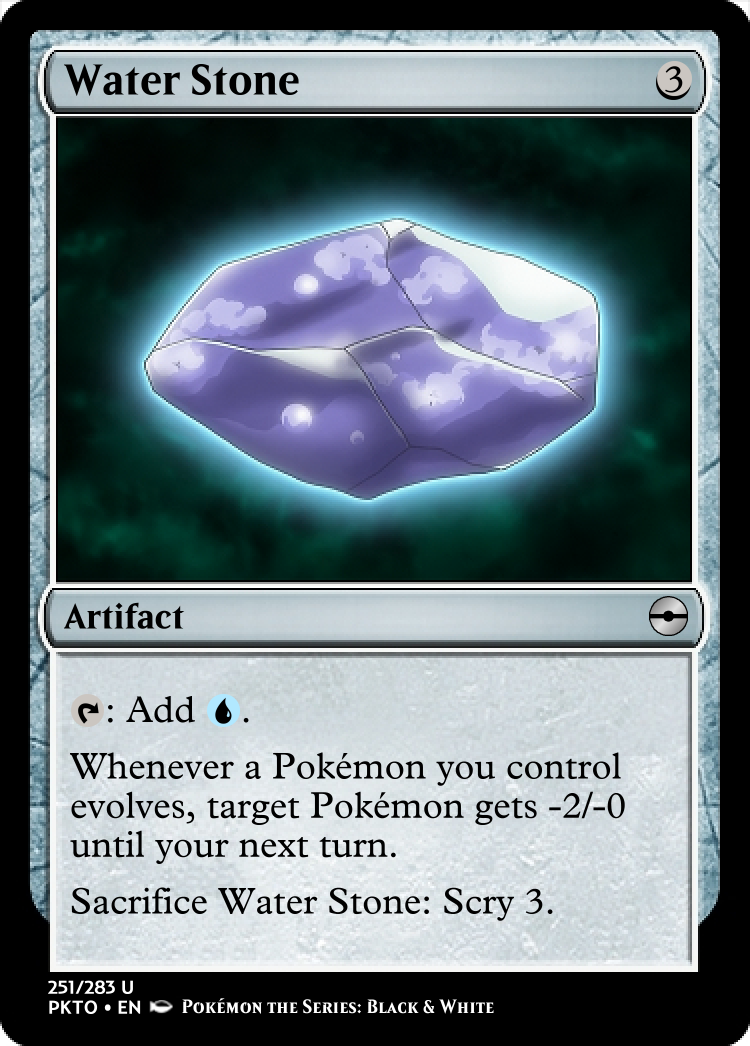 Water Stone 3
Artifact
: Add .
Whenever a Pokémon you control
evolves, target Pokémon gets -2/-0
until your next turn.
Sacrifice Water Stone: Scry 3.
251/283 U
PKTO • EN Pokémon the Series: Black & White